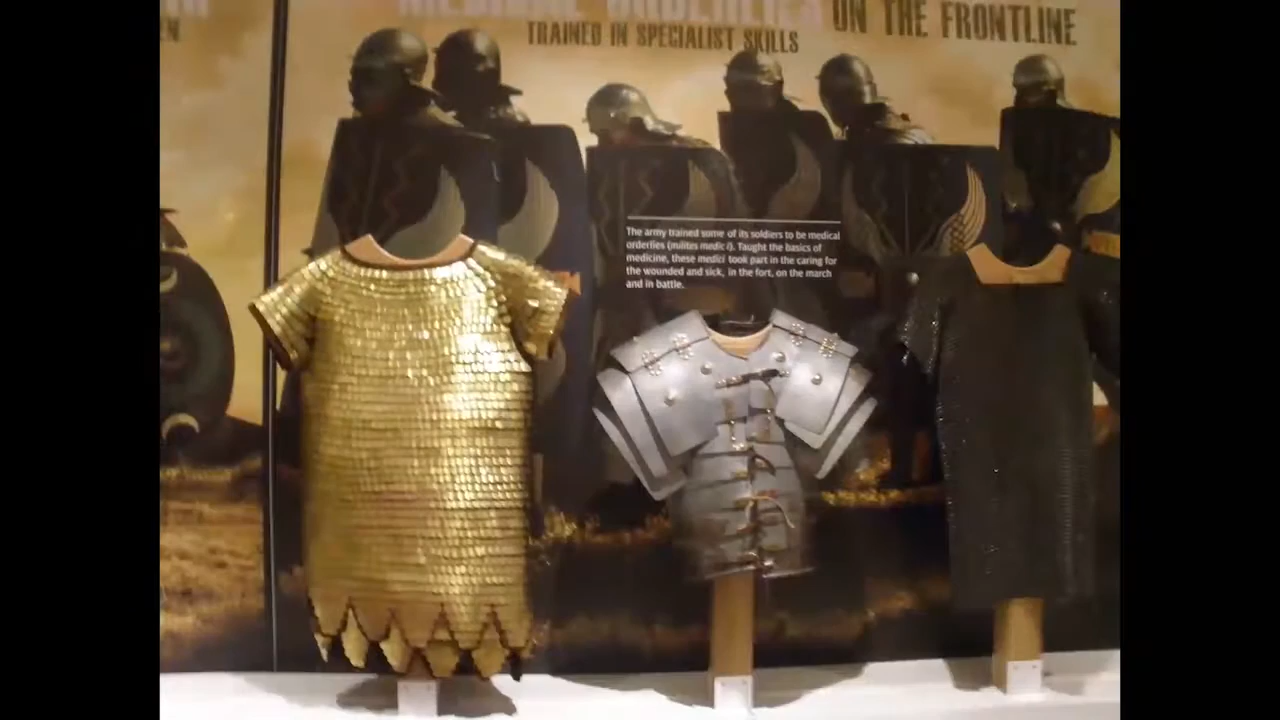 MEDICAL ORDERLIES ON THE FRONTLINE
TRAINED IN SPECIALIST SKILLS
The army trained some of its soldiers to be medical
orderlies (milites medici). Taught the basics of
medicine, these medici took part in the caring for
the wounded and sick, in the fort, on the march
and in battle.